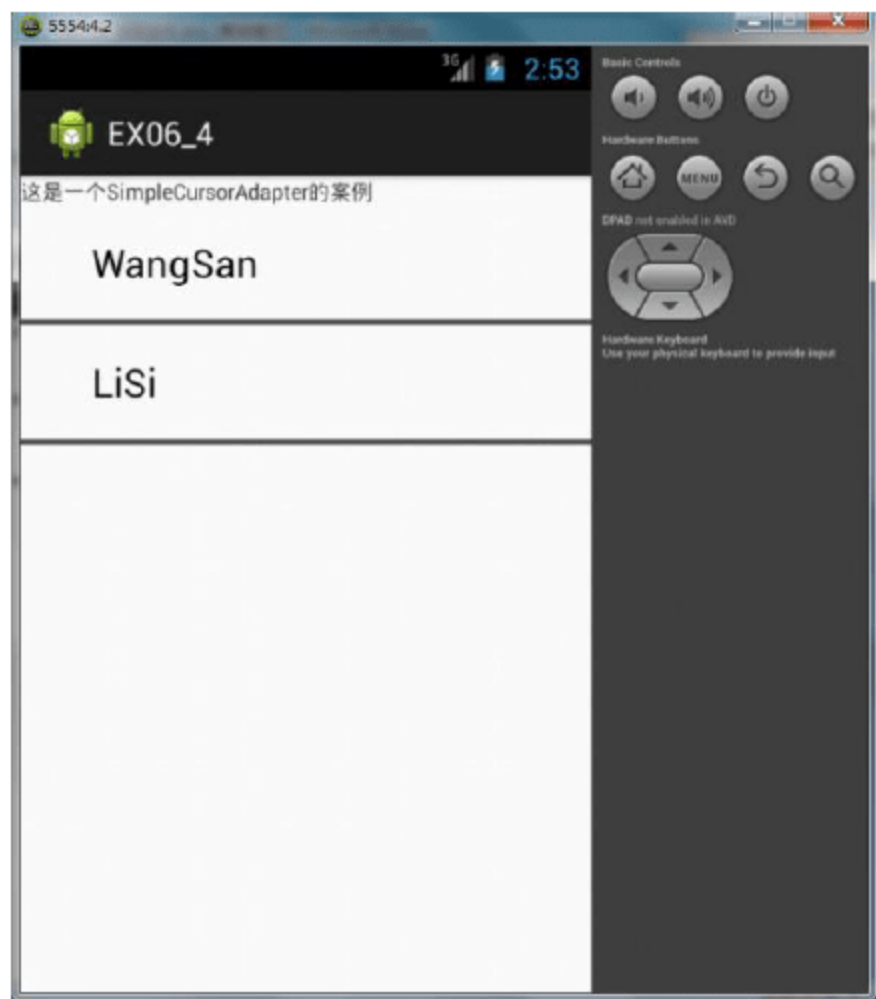 5554:4.2
3G 2:53
EX06_4
这是一个SimpleCursorAdapter的案例
WangSan
LiSi
Basic Controls
Hardware Buttons
MENU
DPAD not enabled in AVD
Hardware Keyboard
Use your physical keyboard to provide input